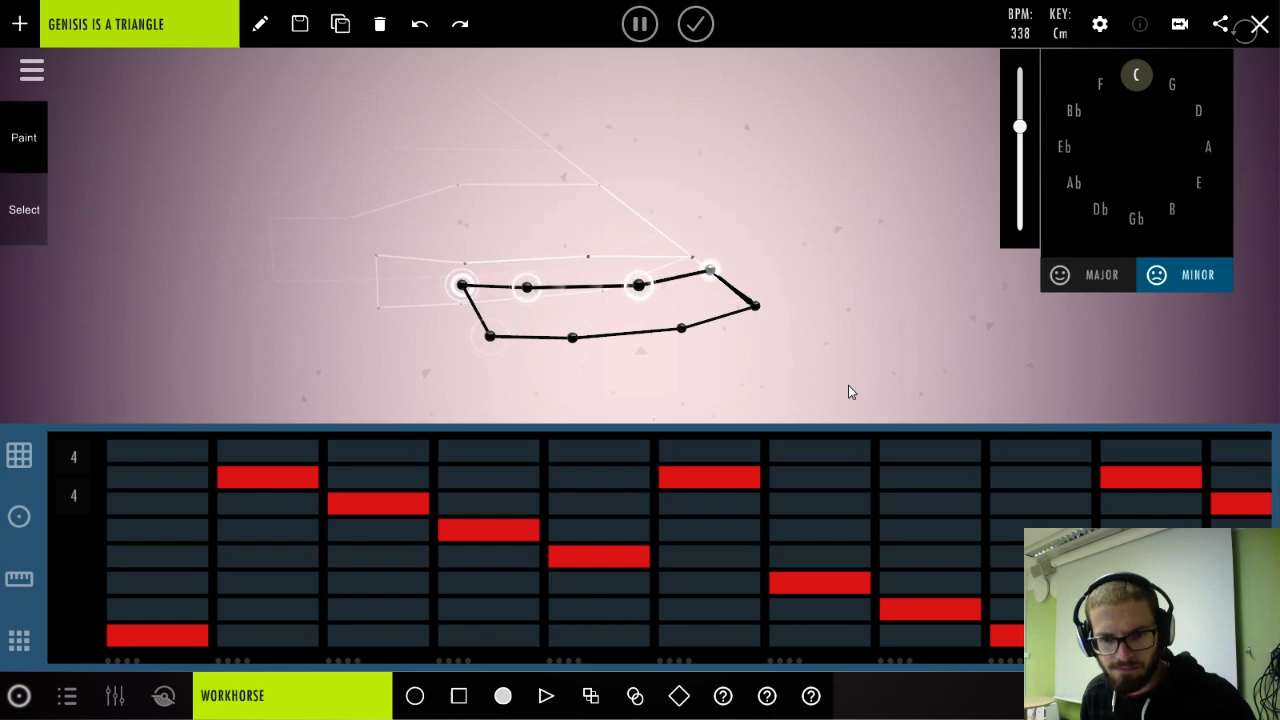 GENISIS IS A TRIANGLE
BPM:
338
KEY:
Cm
Paint
Select
C
F
G
Bb
D
Eb
A
Ab
E
Db
B
Gb
MAJOR
MINOR
4
4
WORKHORSE